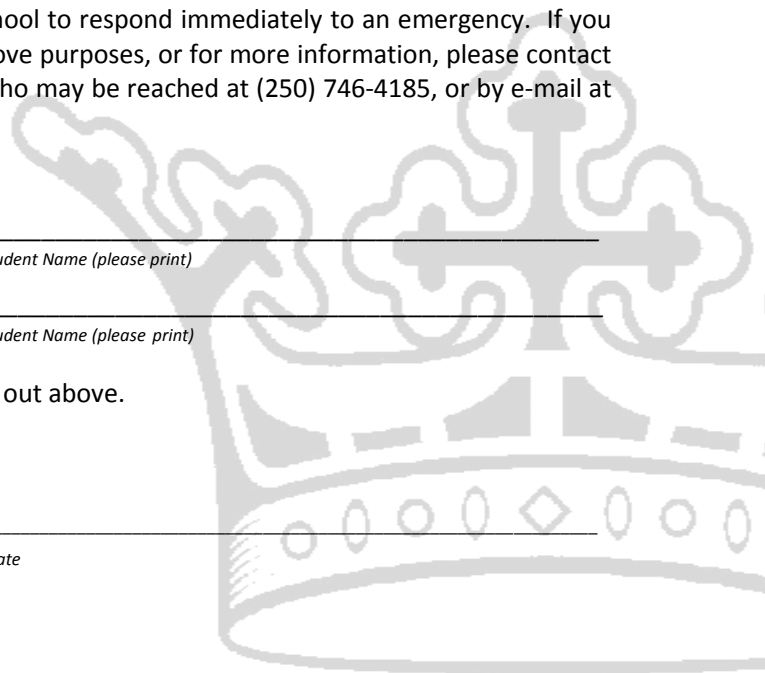 hool to respond immediately to an emergency. If you
ove purposes, or for more information, please contact
ho may be reached at (250) 746-4185, or by e-mail at
udent Name (please print)
udent Name (please print)
out above.
ate